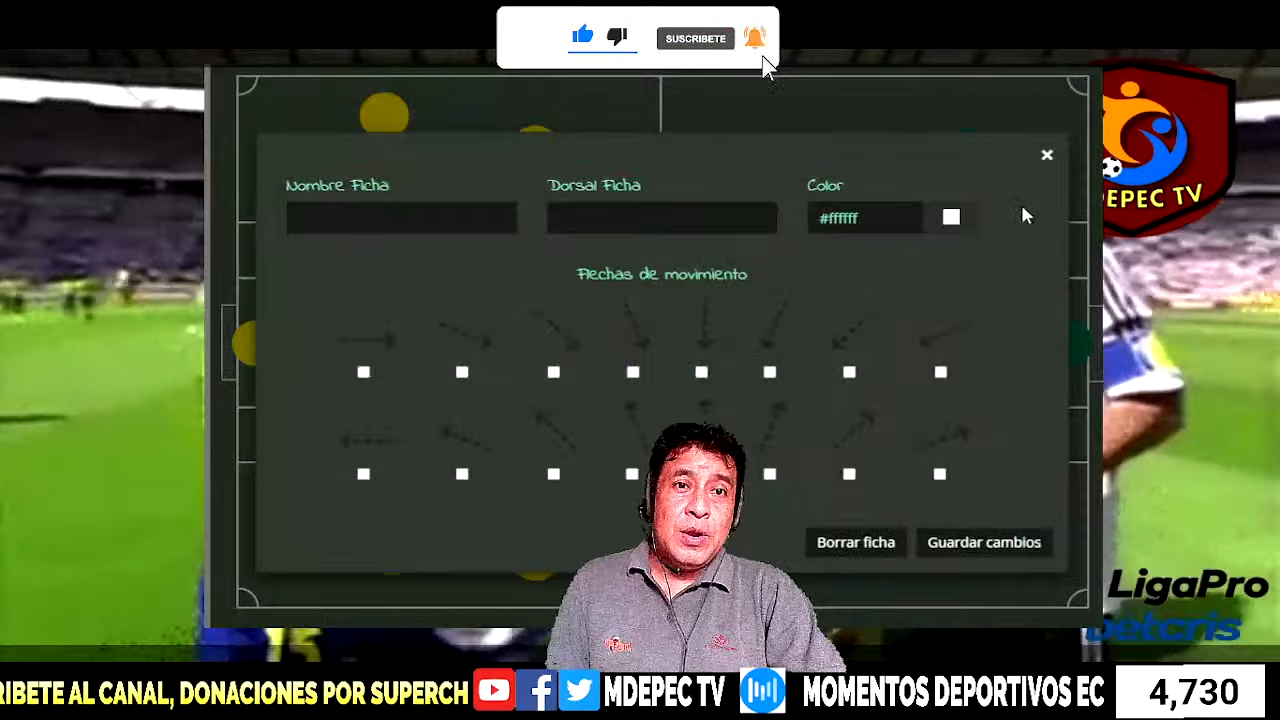 SUSCRIBETE
DEPEC TV
Nombre Ficha
Dorsal Ficha
Color
#ffffff
Flechas de movimiento
Borrar ficha
Guardar cambios
LigaPro
betcris
RIBETE AL CANAL, DONACIONES POR SUPERCH
MDEPEC TV
MOMENTOS DEPORTIVOS EC
4,730